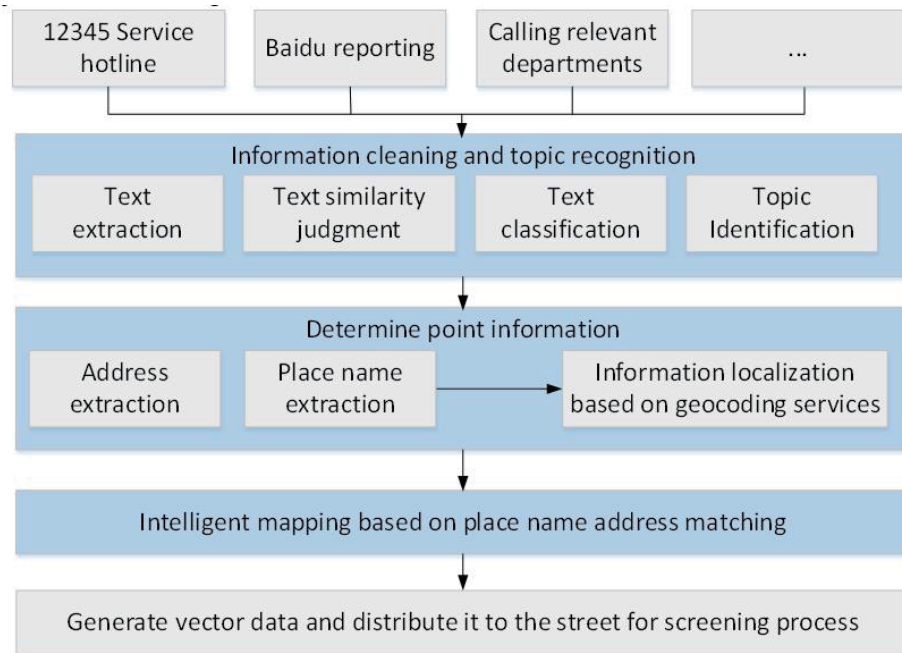 12345 Service
hotline
Baidu reporting
Calling relevant
departments
...
Information cleaning and topic recognition
Text
extraction
Text similarity
judgment
Text
classification
Topic
Identification
Determine point information
Address
extraction
Place name
extraction
Information localization
based on geocoding services
Intelligent mapping based on place name address matching
Generate vector data and distribute it to the street for screening process